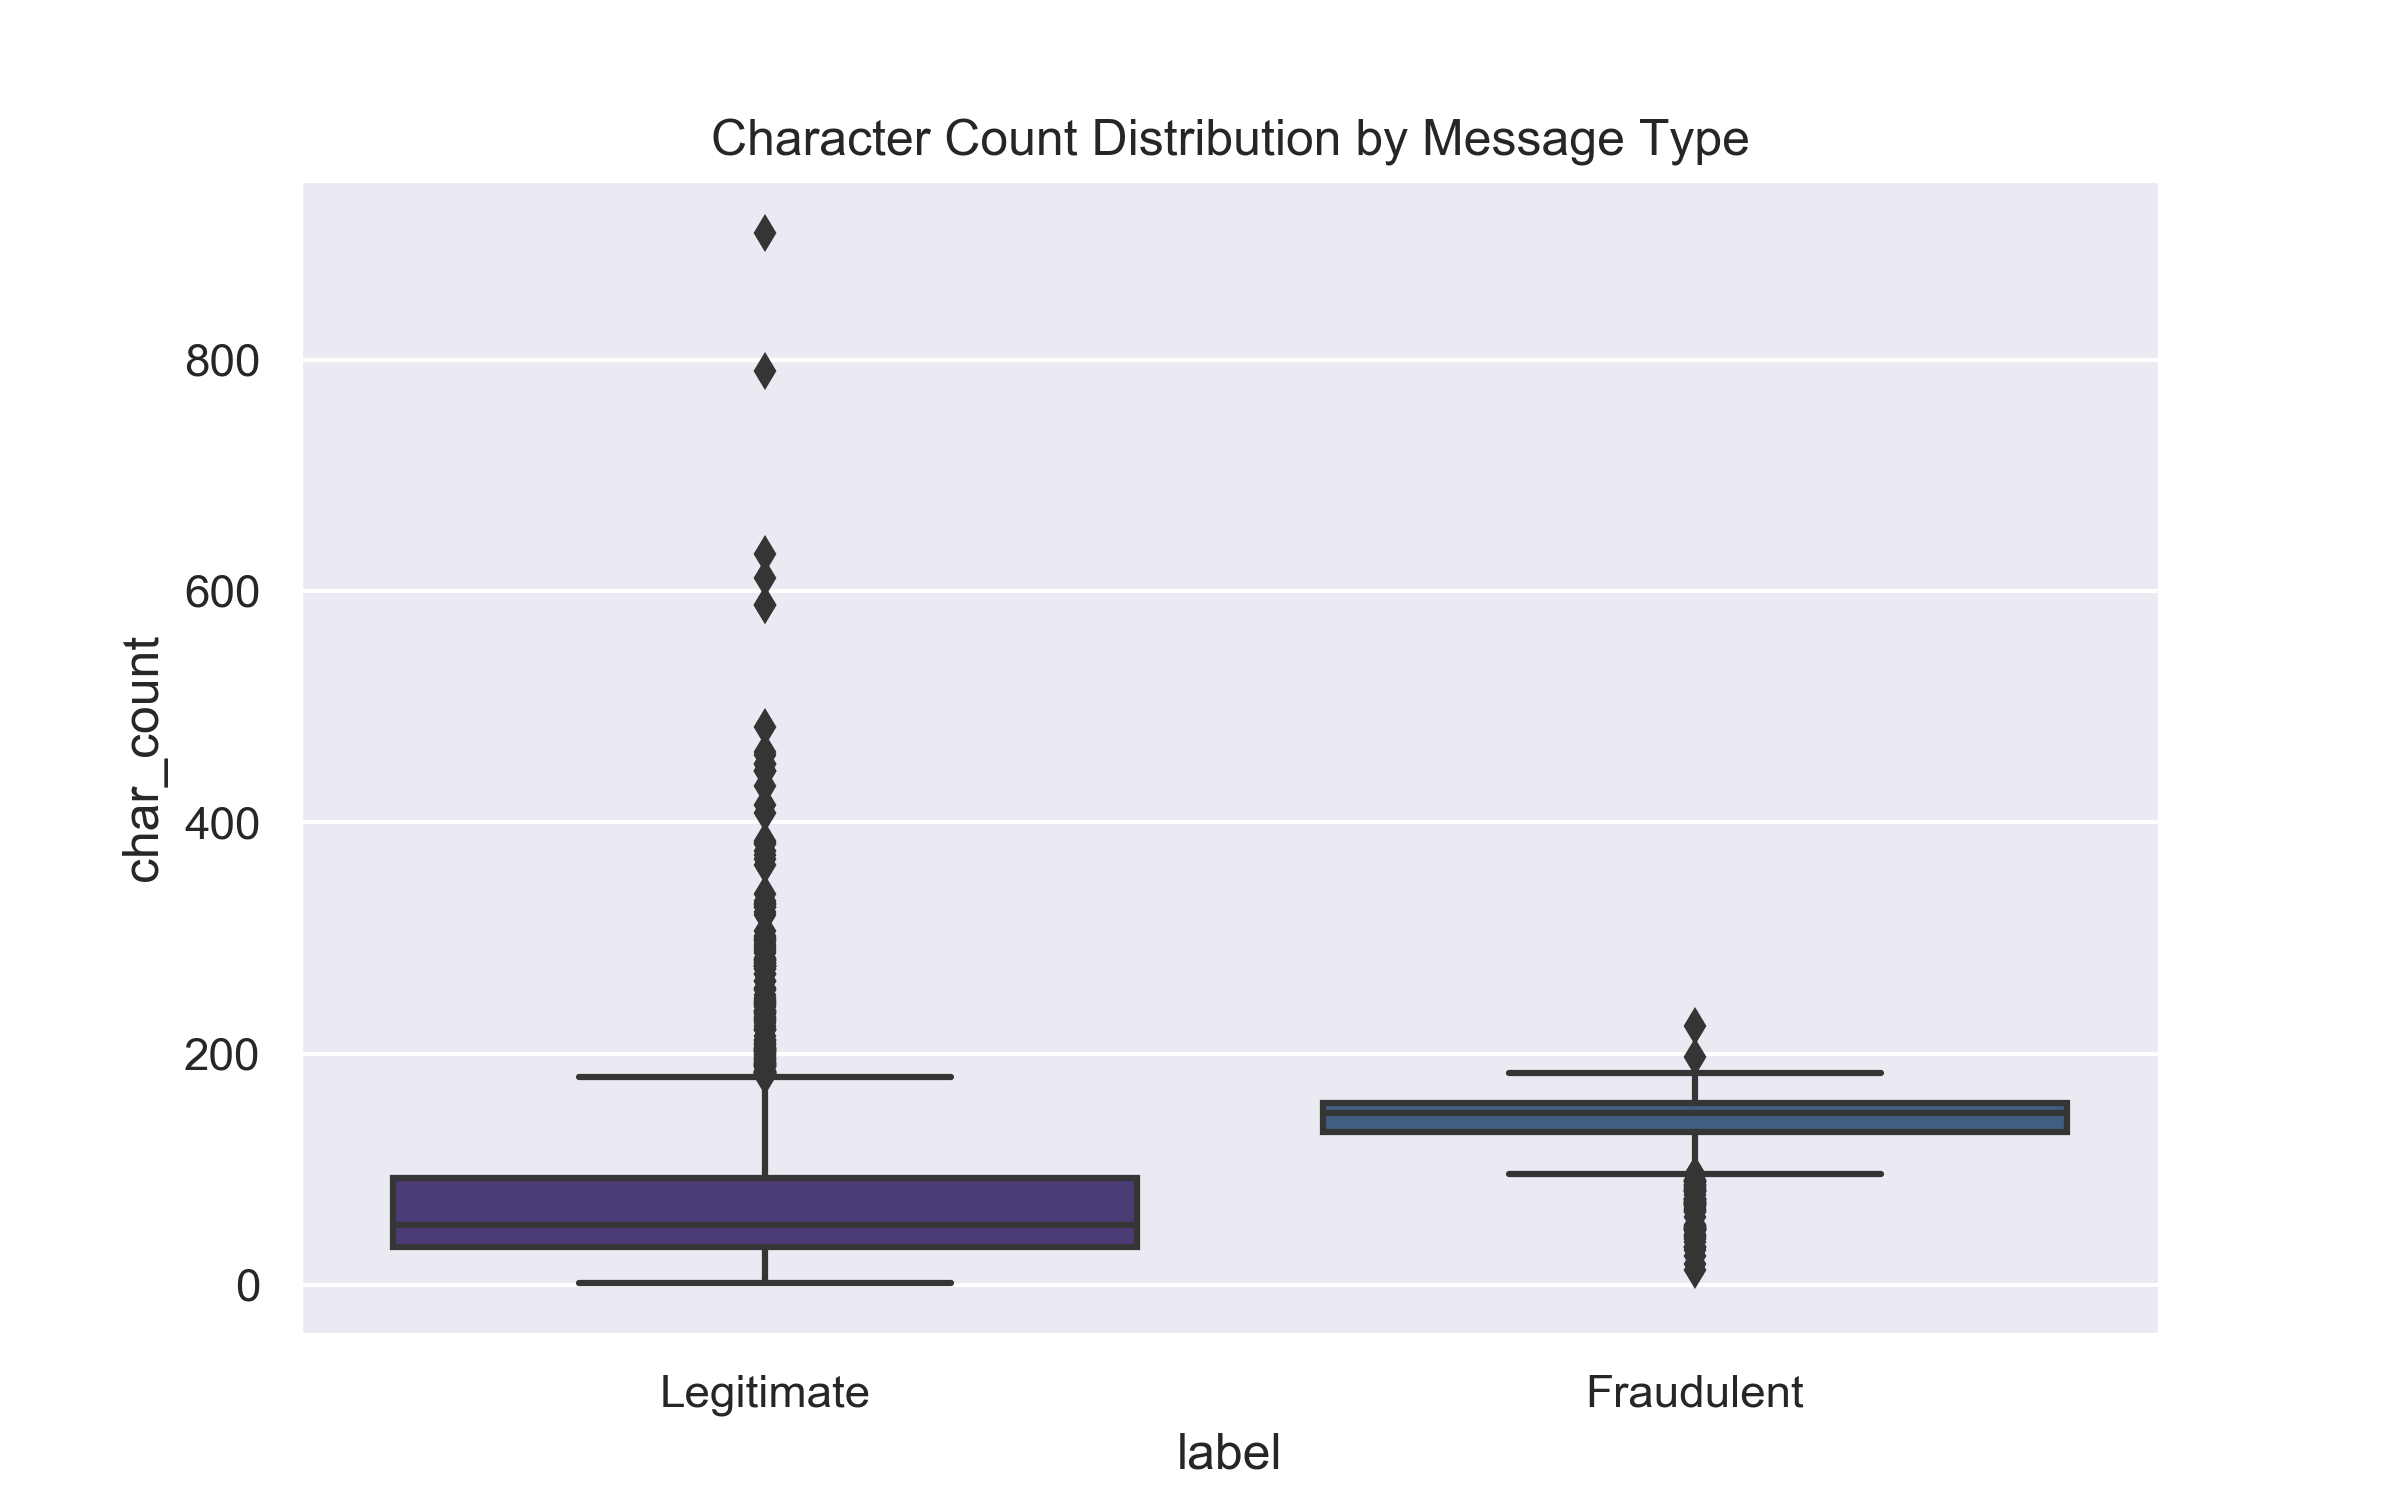 Character Count Distribution by Message Type
char_count
800
600
400
200
0
Legitimate
Fraudulent
label